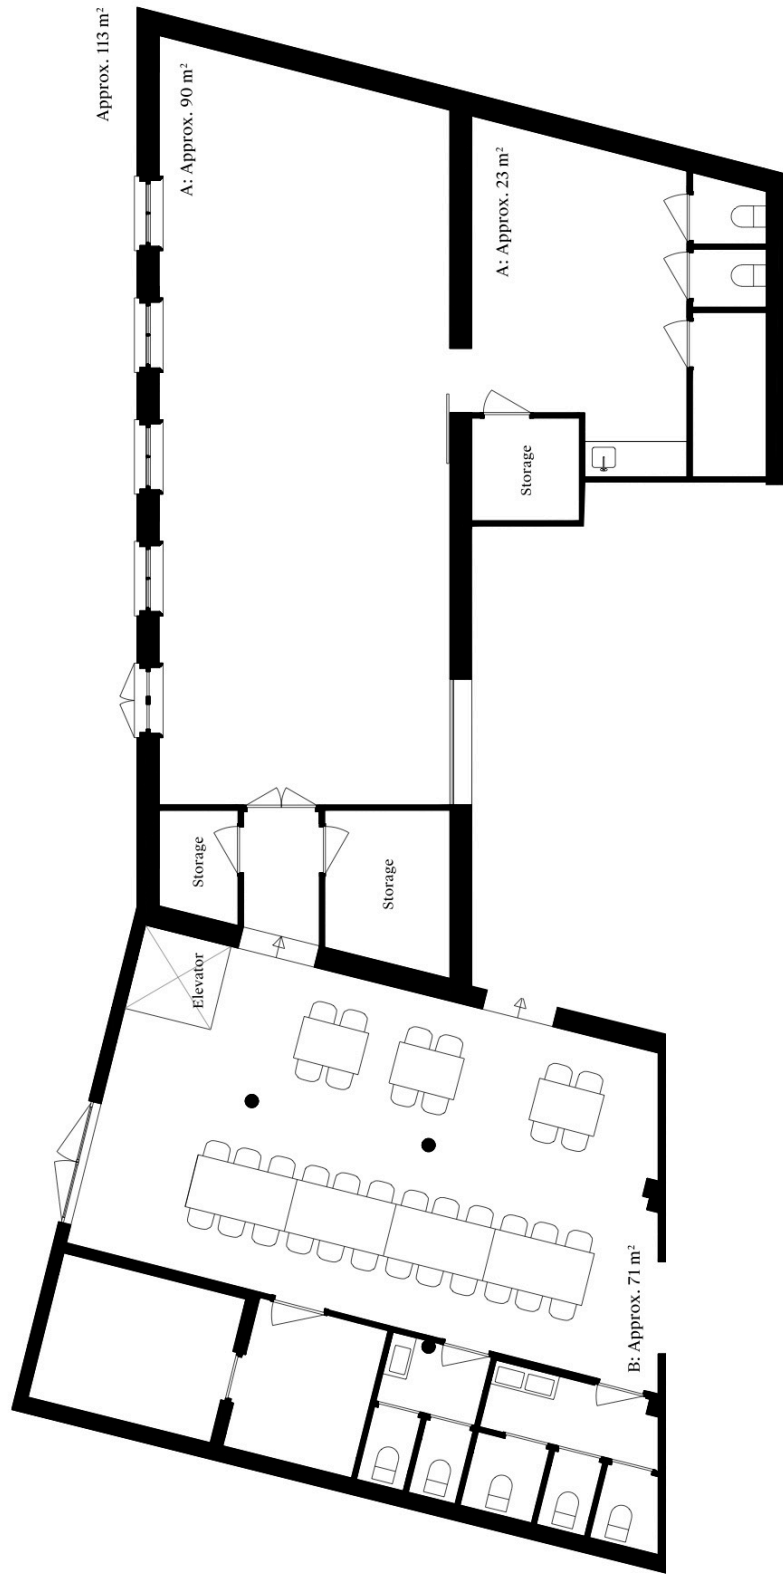 Approx. 113 m²
A: Approx. 90 m²
A: Approx. 23 m²
Storage
Storage
Storage
Elevator
B: Approx. 71 m²